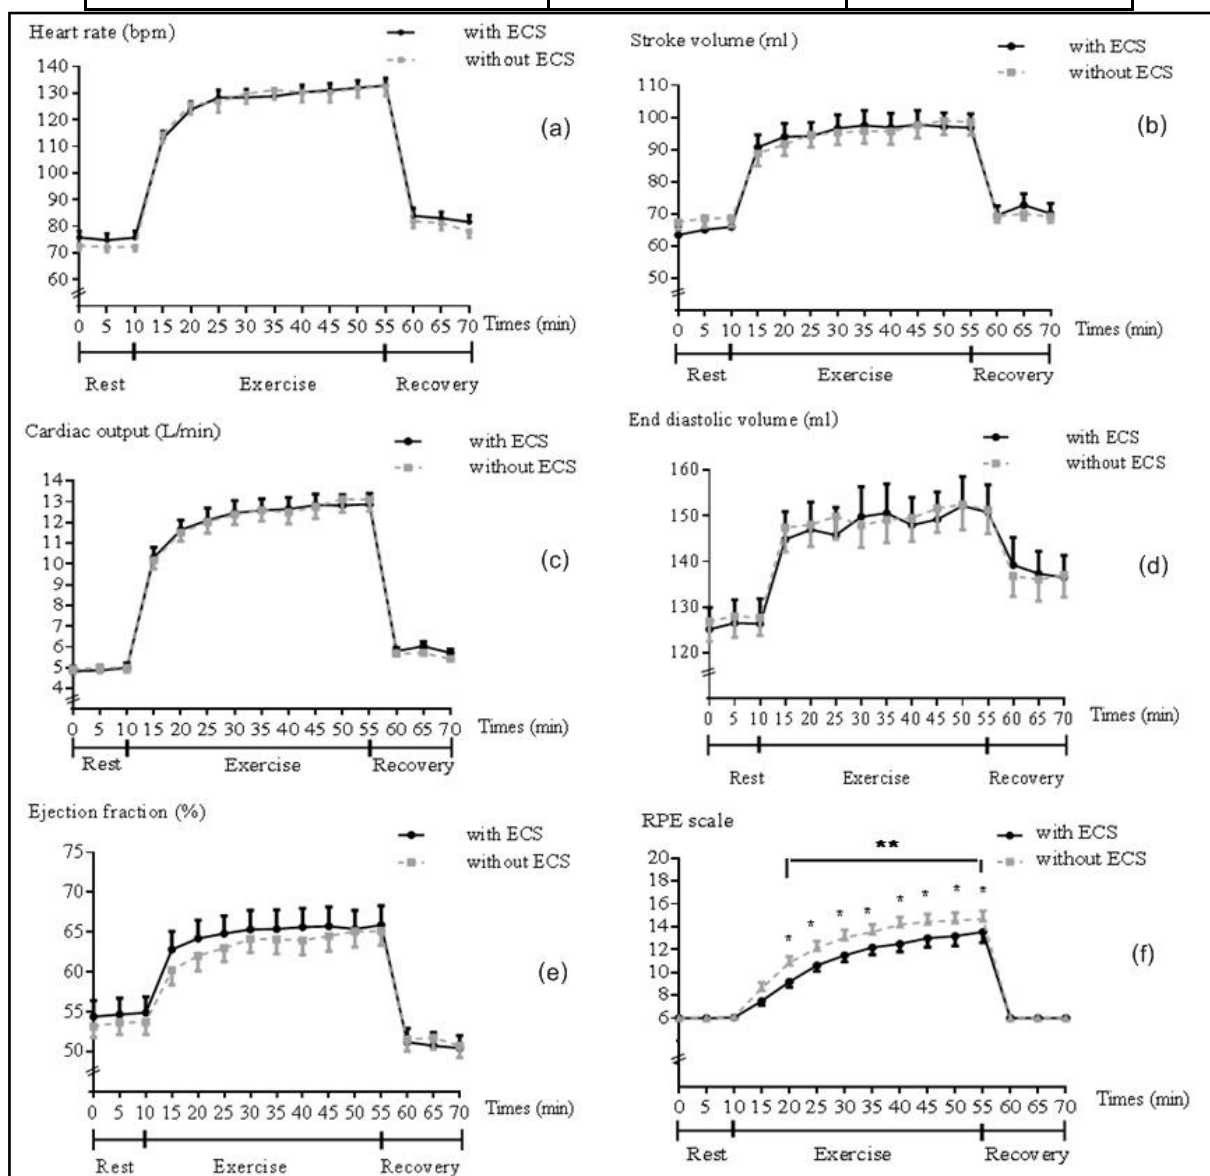 Heart rate (bpm)
with ECS
without ECS
140
130
120
110
100
90
80
70
60
(a)
0 5 10 15 20 25 30 35 40 45 50 55 60 65 70 Times (min)
Rest Exercise Recovery
Stroke volume (ml)
with ECS
without ECS
110
100
90
80
70
60
50
(b)
0 5 10 15 20 25 30 35 40 45 50 55 60 65 70 Times (min)
Rest Exercise Recovery
Cardiac output (L/min)
with ECS
without ECS
14
13
12
11
10
9
8
7
6
5
4
(c)
0 5 10 15 20 25 30 35 40 45 50 55 60 65 70 Times (min)
Rest Exercise Recovery
End diastolic volume (ml)
with ECS
without ECS
160
150
140
130
120
(d)
0 5 10 15 20 25 30 35 40 45 50 55 60 65 70 Times (min)
Rest Exercise Recovery
Ejection fraction (%)
with ECS
without ECS
75
70
65
60
55
50
(e)
0 5 10 15 20 25 30 35 40 45 50 55 60 65 70 Times (min)
Rest Exercise Recovery
RPE scale
with ECS
without ECS
**
* * * * * * * *
20
18
16
14
12
10
8
6
(f)
0 5 10 15 20 25 30 35 40 45 50 55 60 65 70 Times (min)
Rest Exercise Recovery